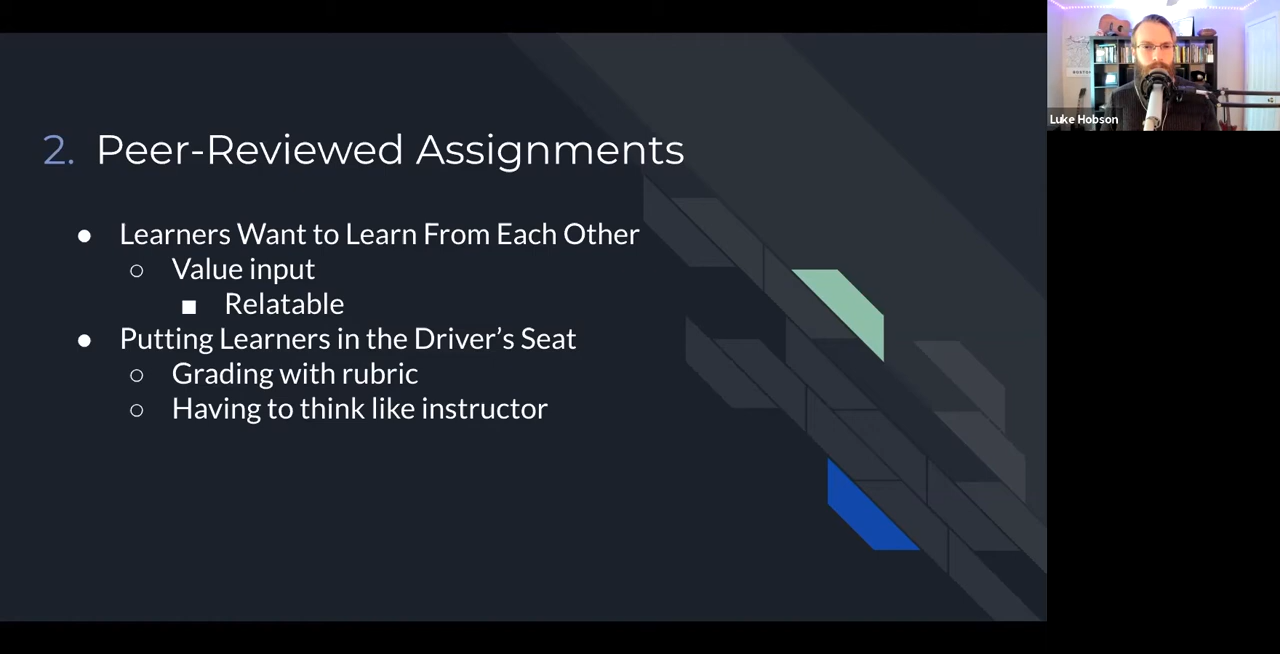 2. Peer-Reviewed Assignments
● Learners Want to Learn From Each Other
○ Value input
■ Relatable
● Putting Learners in the Driver’s Seat
○ Grading with rubric
○ Having to think like instructor
Luke Hobson
BOSTON